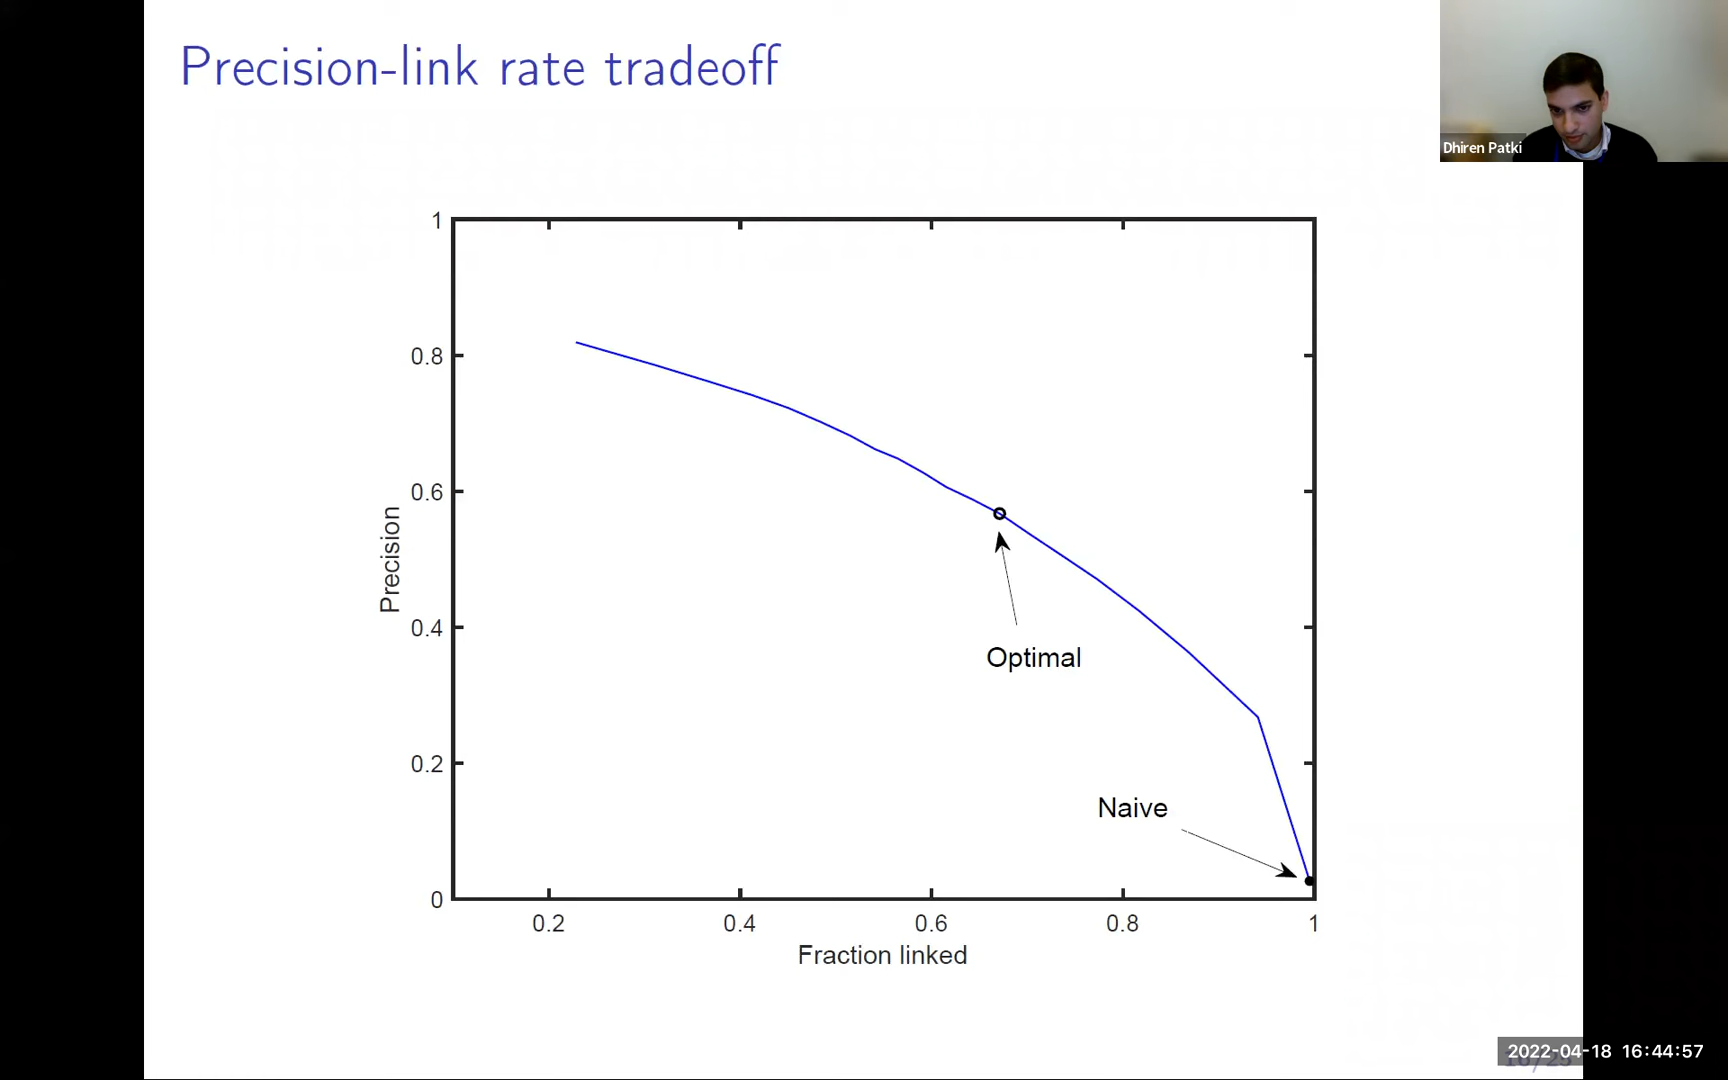 Precision-link rate tradeoff
Dhiren Patki
1
0.8
0.6
0.4
0.2
0
Precision
Optimal
Naive
0.2
0.4
0.6
0.8
1
Fraction linked
2022-04-18 16:44:57